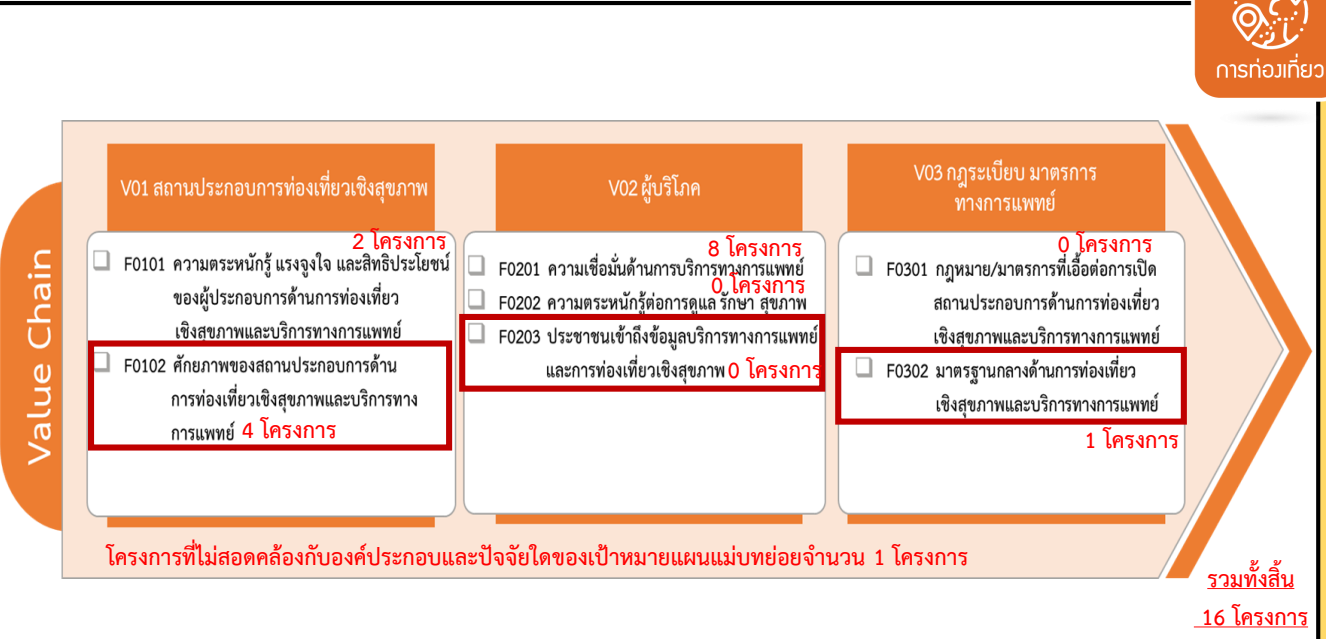 การท่องเที่ยว
Value Chain
V01 สถานประกอบการท่องเที่ยวเชิงสุขภาพ
2 โครงการ
F0101 ความตระหนักรู้ แรงจูงใจ และสิทธิประโยชน์
ของผู้ประกอบการด้านการท่องเที่ยว
เชิงสุขภาพและบริการทางการแพทย์
F0102 ศักยภาพของสถานประกอบการด้าน
การท่องเที่ยวเชิงสุขภาพและบริการทาง
การแพทย์ 4 โครงการ
V02 ผู้บริโภค
8 โครงการ
F0201 ความเชื่อมั่นด้านการบริการทางการแพทย์
0 โครงการ
F0202 ความตระหนักรู้ต่อการดูแล รักษา สุขภาพ
F0203 ประชาชนเข้าถึงข้อมูลบริการทางการแพทย์
และการท่องเที่ยวเชิงสุขภาพ 0 โครงการ
V03 กฎระเบียบ มาตรการ
ทางการแพทย์
0 โครงการ
F0301 กฎหมาย/มาตรการที่เอื้อต่อการเปิด
สถานประกอบการด้านการท่องเที่ยว
เชิงสุขภาพและบริการทางการแพทย์
F0302 มาตรฐานกลางด้านการท่องเที่ยว
เชิงสุขภาพและบริการทางการแพทย์
1 โครงการ
โครงการที่ไม่สอดคล้องกับองค์ประกอบและปัจจัยใดของเป้าหมายแผนแม่บทย่อยจำนวน 1 โครงการ
รวมทั้งสิ้น
16 โครงการ